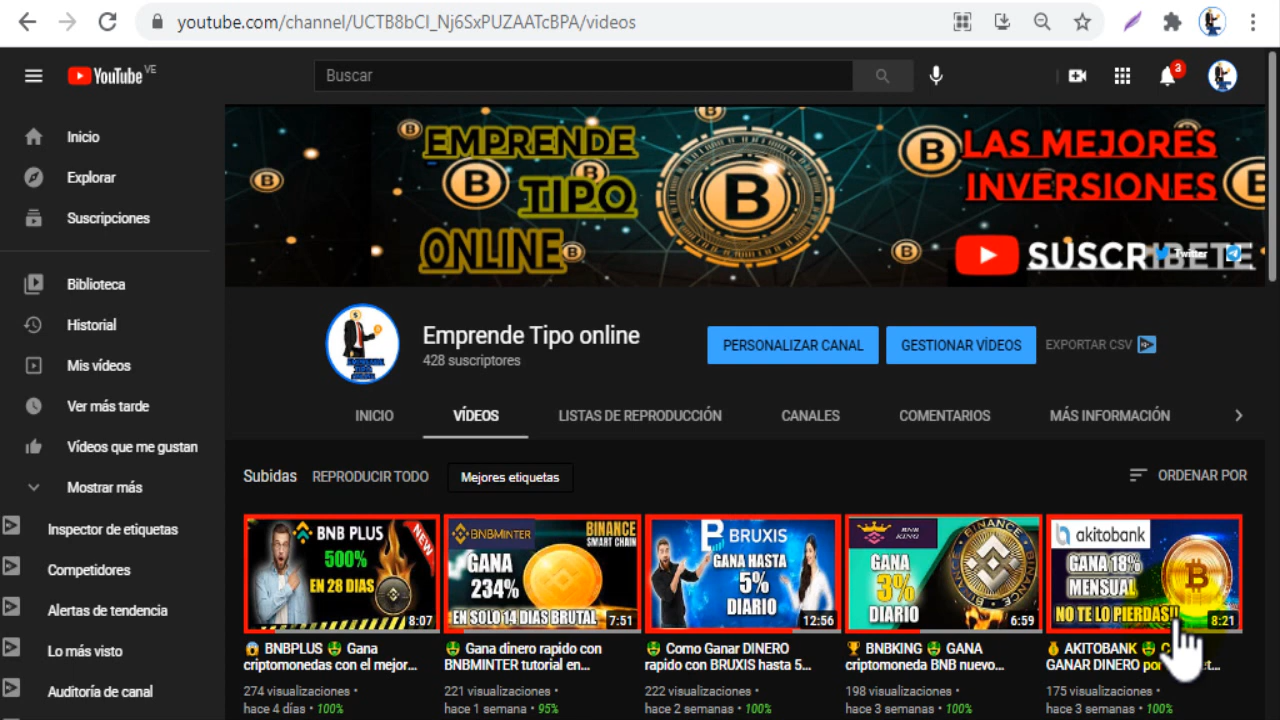 youtube.com/channel/UCTB8bCI_Nj6SxPUZAATcBPA/videos
YouTube VE
Buscar
3
Inicio
Explorar
Suscripciones
Biblioteca
Historial
Mis vídeos
Ver más tarde
Vídeos que me gustan
Mostrar más
Inspector de etiquetas
Competidores
Alertas de tendencia
Lo más visto
Auditoría de canal
EMPRENDE
TIPO
ONLINE
LAS MEJORES
INVERSIONES
SUSCRIBETE
Twitter
Emprende Tipo online
428 suscriptores
PERSONALIZAR CANAL
GESTIONAR VÍDEOS
EXPORTAR CSV
INICIO
VÍDEOS
LISTAS DE REPRODUCCIÓN
CANALES
COMENTARIOS
MÁS INFORMACIÓN
Subidas
REPRODUCIR TODO
Mejores etiquetas
ORDENAR POR
BNB PLUS
NEW
500%
EN 28 DIAS
8:07
BNBPLUS 🤑 Gana
criptomonedas con el mejor...
274 visualizaciones •
hace 4 días • 100%
BNBMINTER
BINANCE
SMART CHAIN
GANA
234%
EN SOLO 14 DIAS BRUTAL
7:51
Gana dinero rapido con
BNBMINTER tutorial en...
221 visualizaciones •
hace 1 semana • 95%
BRUXIS
GANA HASTA
5%
DIARIO
12:56
Como Ganar DINERO
rapido con BRUXIS hasta 5...
222 visualizaciones •
hace 2 semanas • 100%
BNB
KING
BINANCE
GANA
3%
DIARIO
6:59
BNBKING 🤑 GANA
criptomoneda BNB nuevo...
198 visualizaciones •
hace 3 semanas • 100%
akitobank
GANA 18%
MENSUAL
NO TE LO PIERDAS!!
8:21
AKITOBANK
GANAR DINERO
175 visualizaciones •
hace 3 semanas • 100%